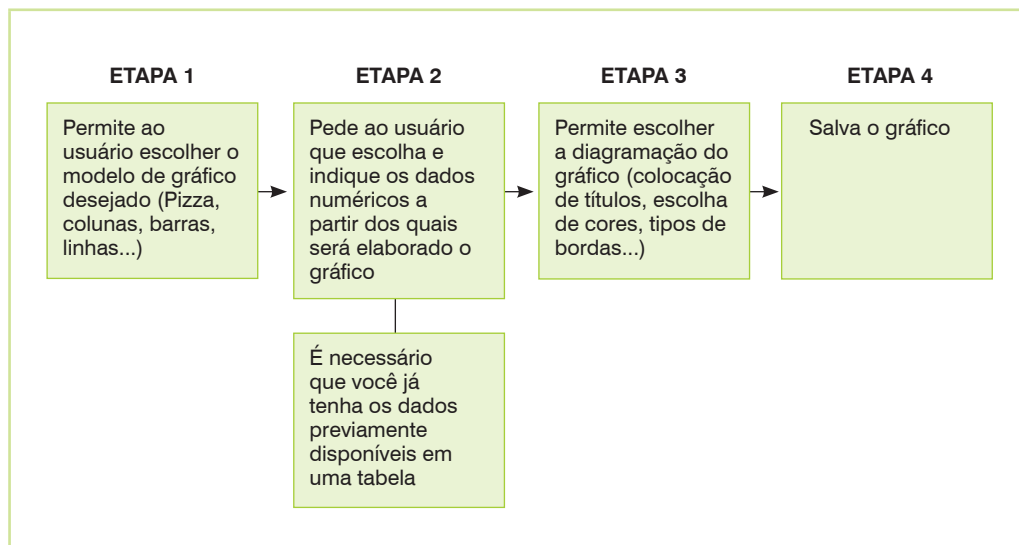 ETAPA 1
Permite ao
usuário escolher o
modelo de gráfico
desejado (Pizza,
colunas, barras,
linhas...)
ETAPA 2
Pede ao usuário
que escolha e
indique os dados
numéricos a
partir dos quais
será elaborado o
gráfico
É necessário
que você já
tenha os dados
previamente
disponíveis em
uma tabela
ETAPA 3
Permite escolher
a diagramação do
gráfico (colocação
de títulos, escolha
de cores, tipos de
bordas...)
ETAPA 4
Salva o gráfico